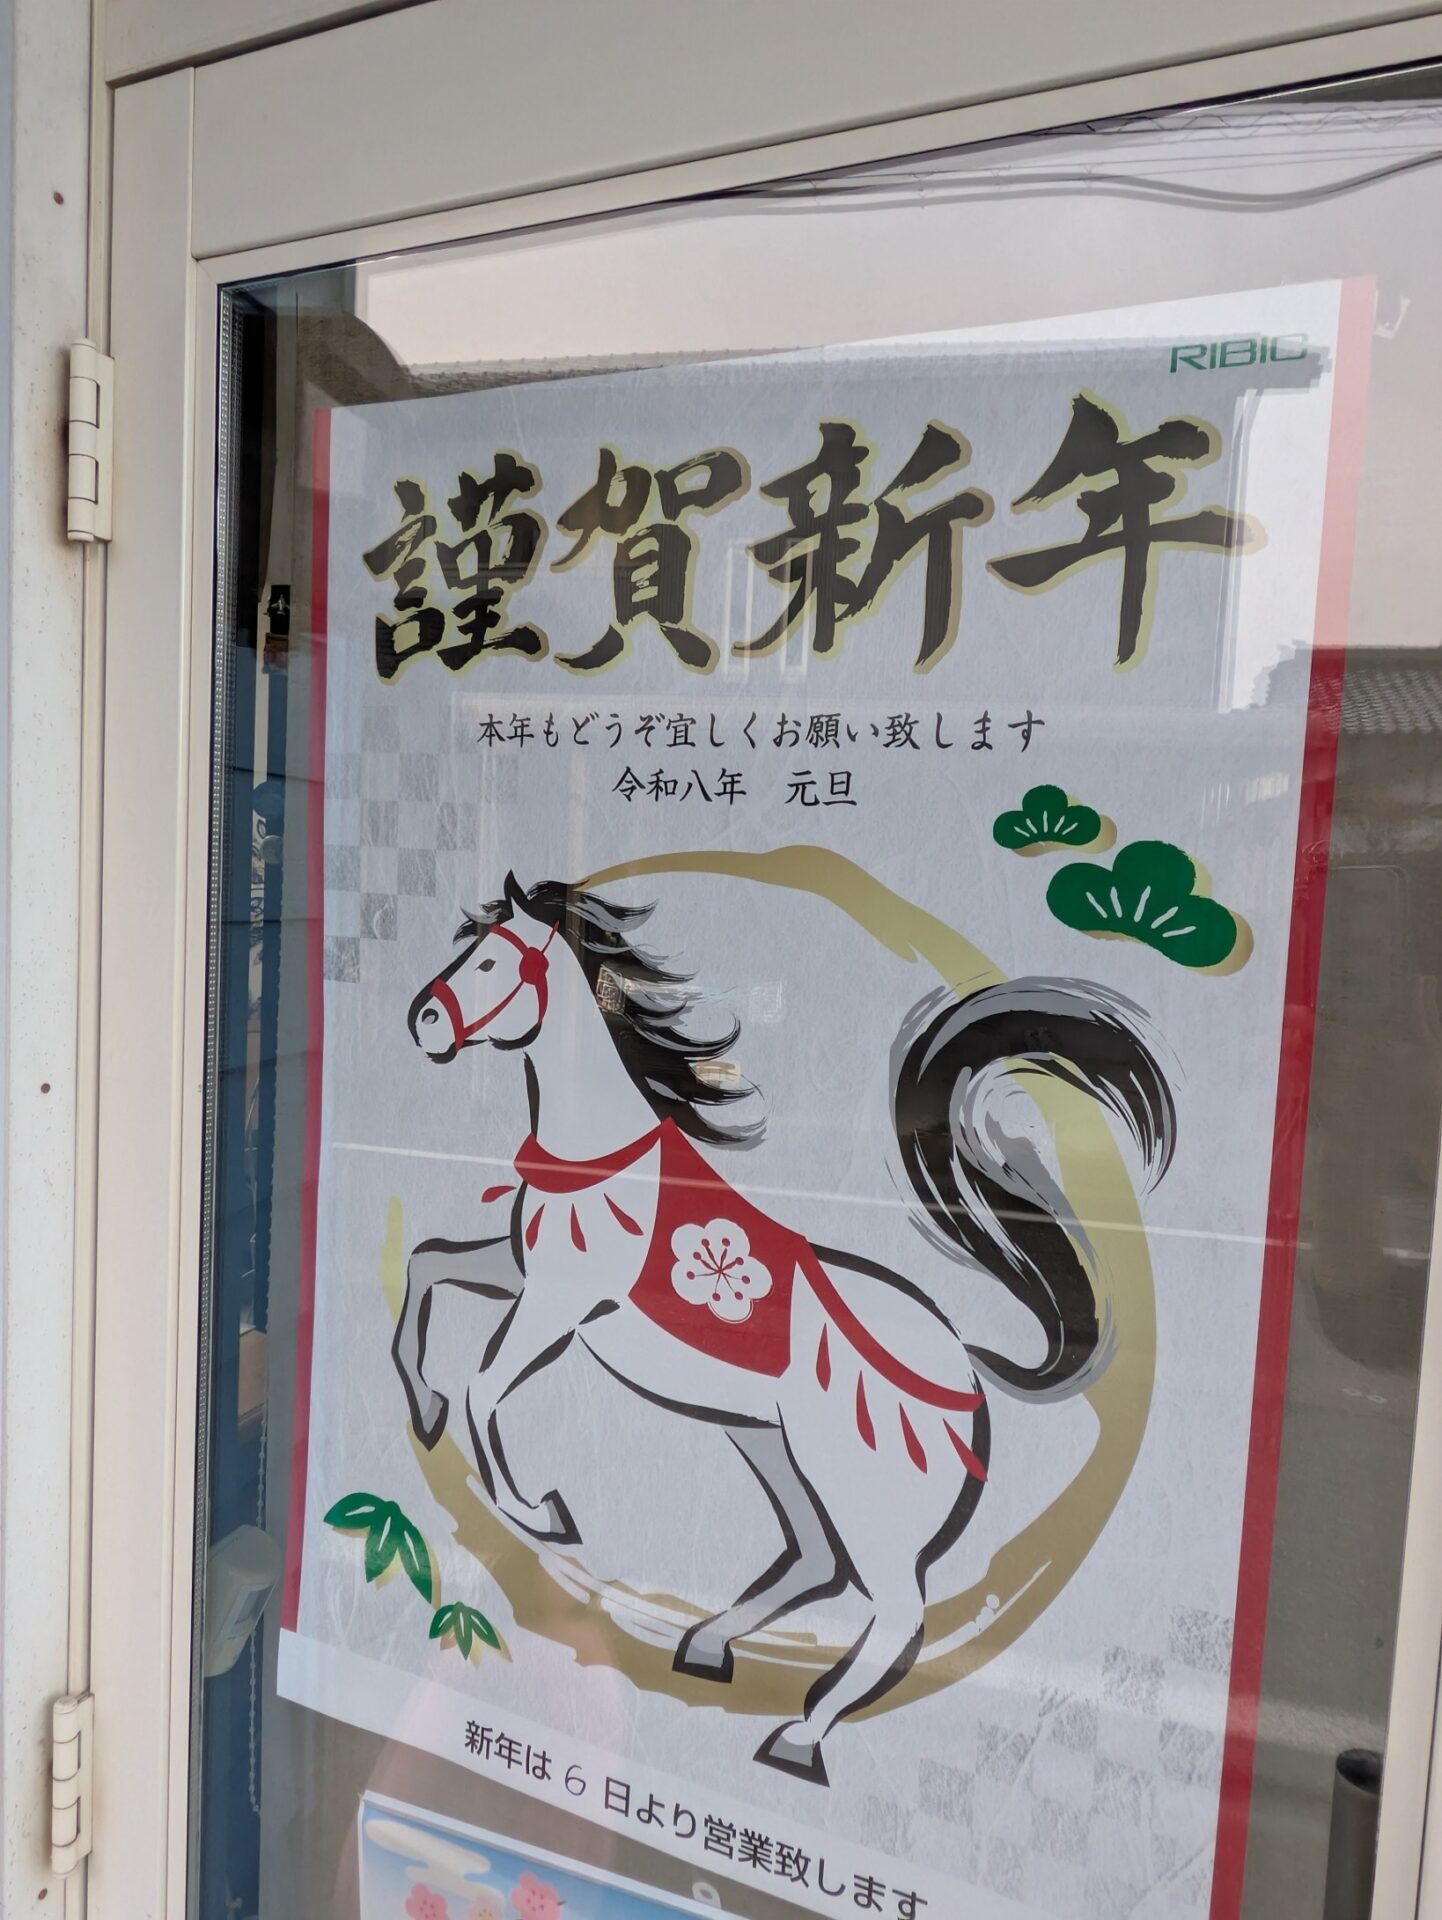 RIBIC
謹賀新年
本年もどうぞ宜しくお願い致します
令和八年　元旦
新年は 6 日より営業致します